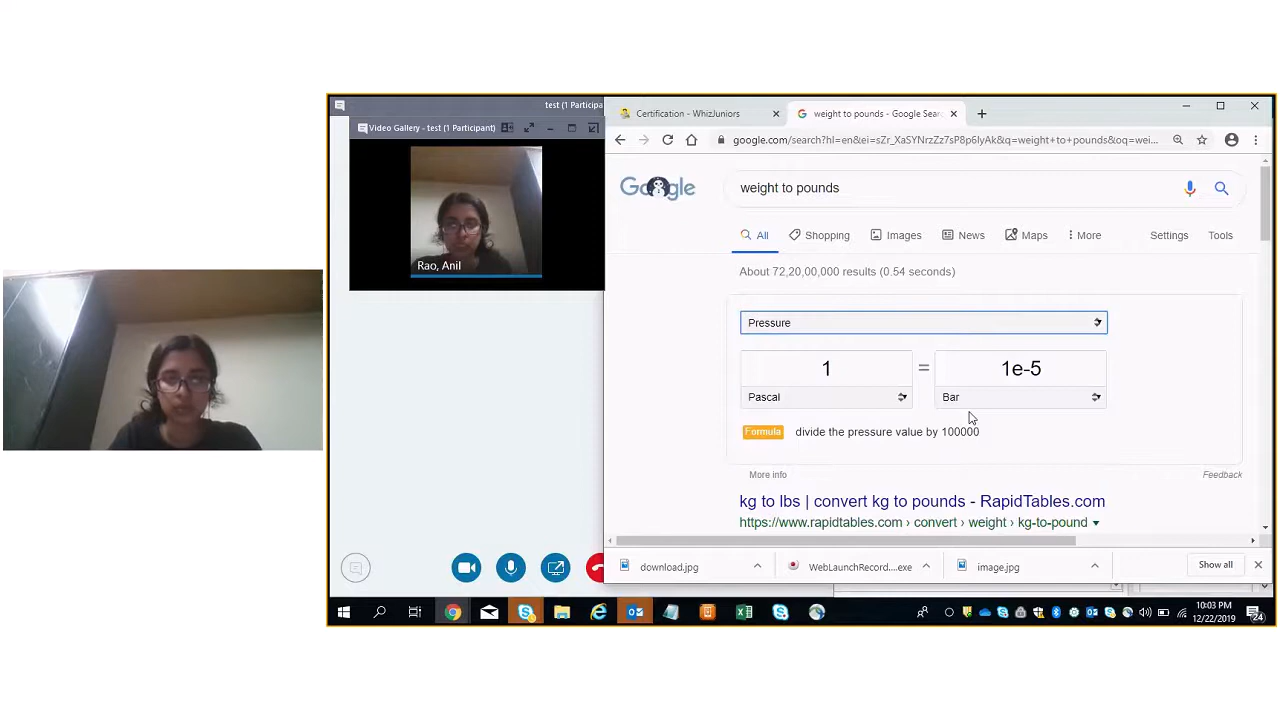 test (1 Participa
Video Gallery - test (1 Participant)
Rao, Anil
Certification - WhizJuniors
weight to pounds - Google Sear
google.com/search?hl=en&ei=sZr_XaSYNrzZz7sP8p6lyAk&q=weight+to+pounds&oq=wei...
Google
weight to pounds
All
Shopping
Images
News
Maps
More
Settings
Tools
About 72,20,00,000 results (0.54 seconds)
Pressure
1 = 1e-5
Pascal
Bar
Formula divide the pressure value by 100000
More info
Feedback
kg to lbs | convert kg to pounds - RapidTables.com
https://www.rapidtables.com › convert › weight › kg-to-pound
download.jpg
WebLaunchRecord....exe
image.jpg
Show all
10:03 PM
12/22/2019
24